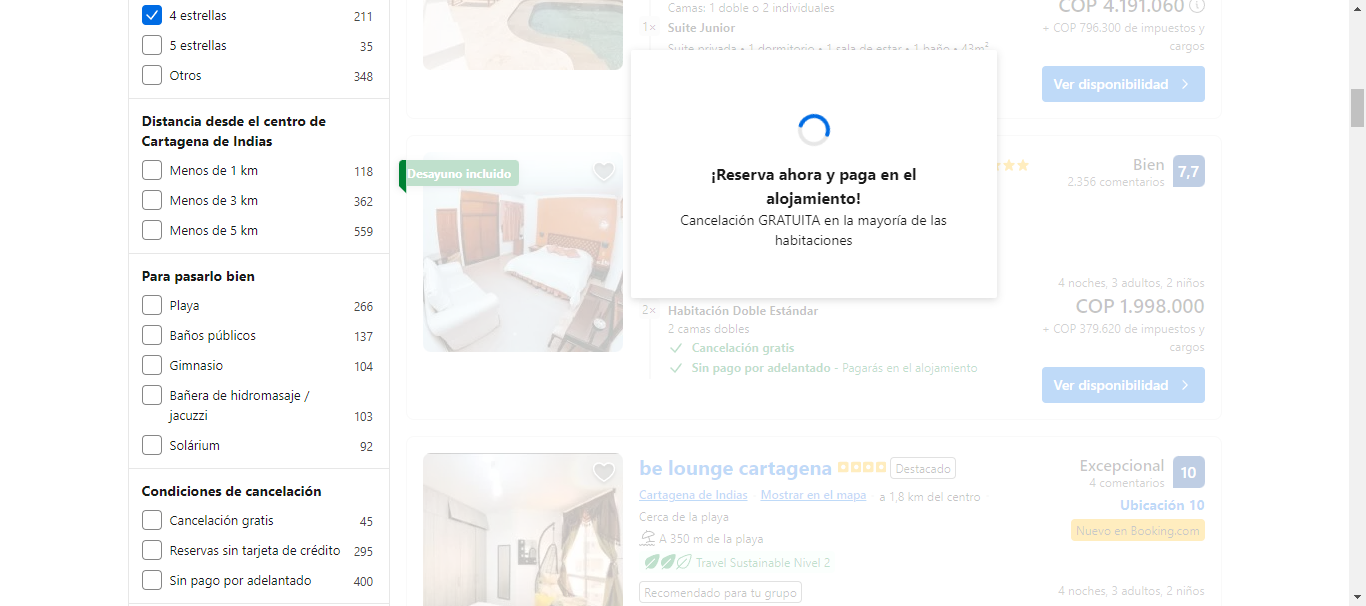 4 estrellas 211
5 estrellas 35
Otros 348
Distancia desde el centro de
Cartagena de Indias
Menos de 1 km 118
Menos de 3 km 362
Menos de 5 km 559
Para pasarlo bien
Playa 266
Baños públicos 137
Gimnasio 104
Bañera de hidromasaje /
jacuzzi 103
Solárium 92
Condiciones de cancelación
Cancelación gratis 45
Reservas sin tarjeta de crédito 295
Sin pago por adelantado 400
Camas: 1 doble o 2 individuales
1× Suite Junior
Suite privada • 1 dormitorio • 1 sala de estar • 1 baño • 43m²
COP 4.191.060
+ COP 796.300 de impuestos y
cargos
Ver disponibilidad
¡Reserva ahora y paga en el
alojamiento!
Cancelación GRATUITA en la mayoría de las
habitaciones
Desayuno incluido
Bien 7,7
2.356 comentarios
2× Habitación Doble Estándar
2 camas dobles
Cancelación gratis
Sin pago por adelantado - Pagarás en el alojamiento
4 noches, 3 adultos, 2 niños
COP 1.998.000
+ COP 379.620 de impuestos y
cargos
Ver disponibilidad
be lounge cartagena Destacado
Cartagena de Indias Mostrar en el mapa a 1,8 km del centro
Cerca de la playa
A 350 m de la playa
Travel Sustainable Nivel 2
Recomendado para tu grupo
Excepcional 10
4 comentarios
Ubicación 10
Nuevo en Booking.com
4 noches, 3 adultos, 2 niños